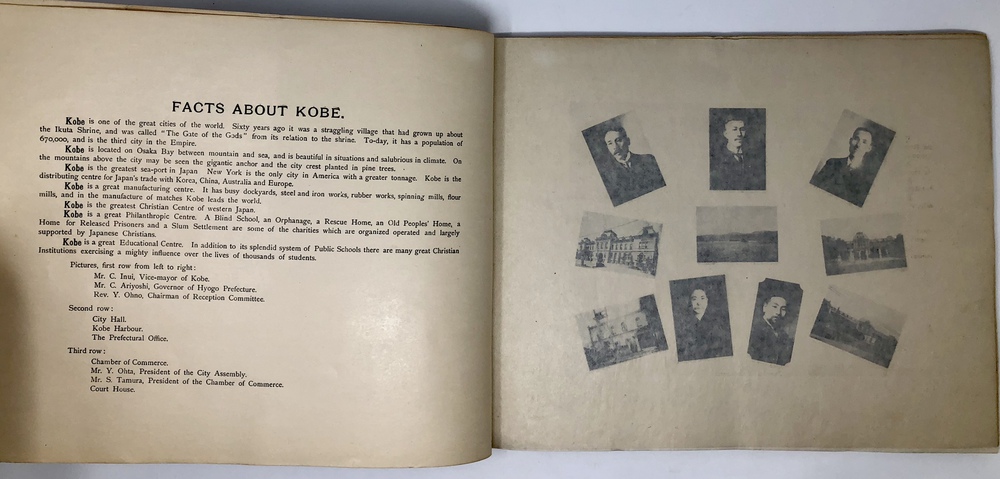 FACTS ABOUT KOBE.
Kobe is one of the great cities of the world. Sixty years ago it was a straggling village that had grown up about
the Ikuta Shrine, and was called "The Gate of the Gods" from its relation to the shrine. To-day, it has a population of
670,000, and is the third city in the Empire.
Kobe is located on Osaka Bay between mountain and sea, and is beautiful in situations and salubrious in climate. On
the mountains above the city may be seen the gigantic anchor and the city crest planted in pine trees.
Kobe is the greatest sea-port in Japan New York is the only city in America with a greater tonnage. Kobe is the
distributing centre for Japan's trade with Korea, China, Australia and Europe.
Kobe is a great manufacturing centre. It has busy dockyards, steel and iron works, rubber works, spinning mills, flour
mills, and in the manufacture of matches Kobe leads the world.
Kobe is the greatest Christian Centre of western Japan.
Kobe is a great Philanthropic Centre. A Blind School, an Orphanage, a Rescue Home, an Old Peoples' Home, a
Home for Released Prisoners and a Slum Settlement are some of the charities which are organized operated and largely
supported by Japanese Christians.
Kobe is a great Educational Centre. In addition to its splendid system of Public Schools there are many great Christian
Institutions exercising a mighty influence over the lives of thousands of students.
Pictures, first row from left to right:
Mr. C. Inui, Vice-mayor of Kobe.
Mr. C. Ariyoshi, Governor of Hyogo Prefecture.
Rev. Y. Ohno, Chairman of Reception Committee.
Second row:
City Hall.
Kobe Harbour.
The Prefectural Office.
Third row:
Chamber of Commerce.
Mr. Y. Ohta, President of the City Assembly.
Mr. S. Tamura, President of the Chamber of Commerce.
Court House.